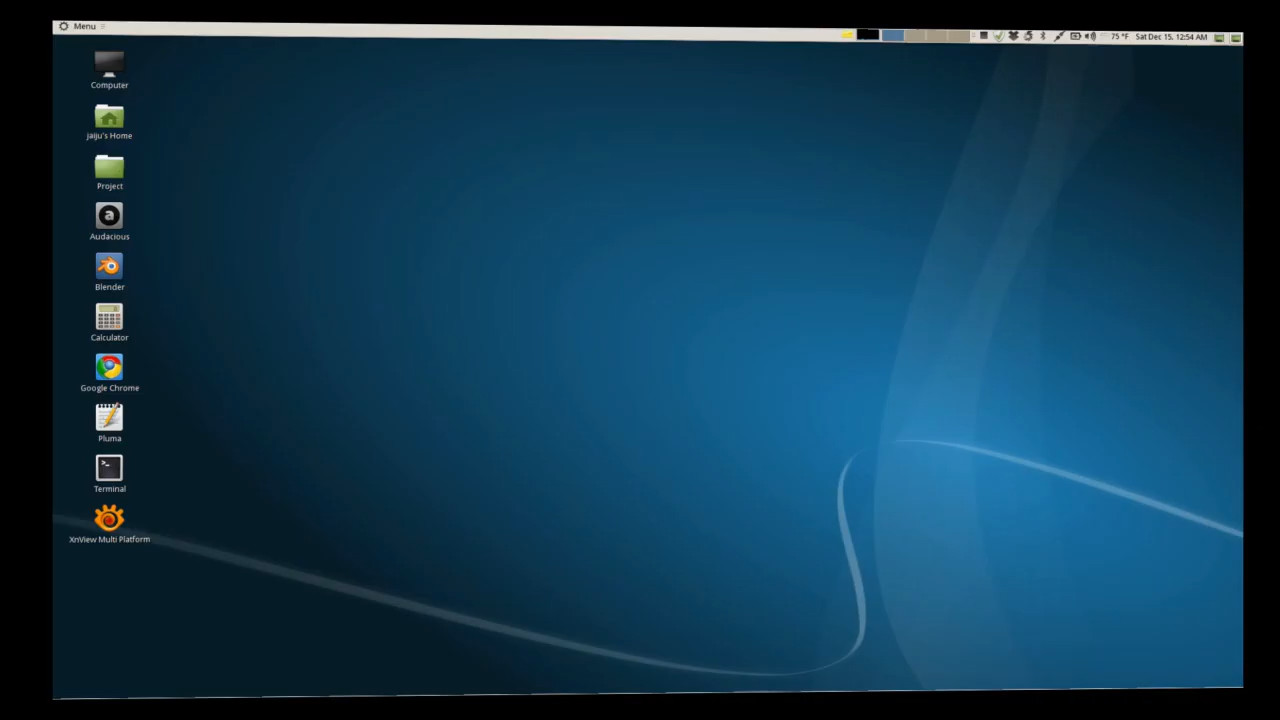 Menu
75 °F Sat Dec 15, 12:54 AM
Computer
jaiju's Home
Project
Audacious
Blender
Calculator
Google Chrome
Pluma
Terminal
XnView Multi Platform